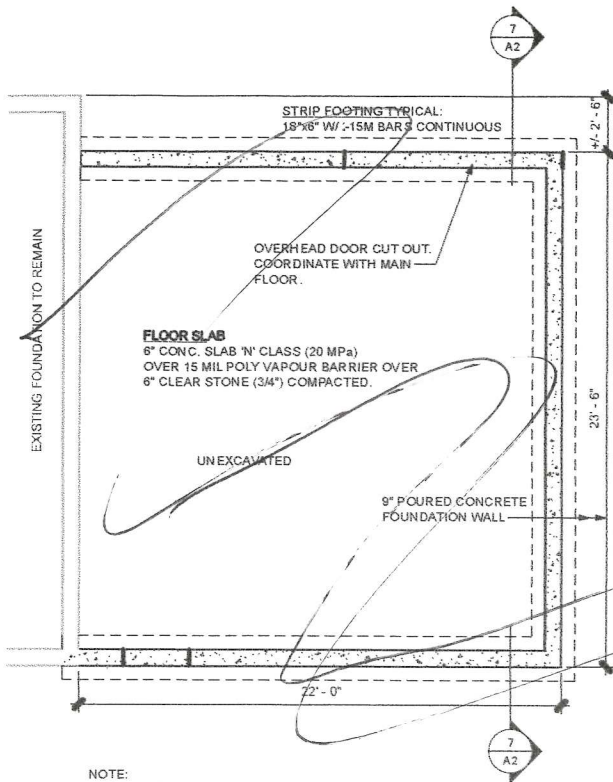 7
A2
STRIP FOOTING TYPICAL:
18"x6" W/ :-15M BARS CONTINUOUS
+/- 2' - 6"
OVERHEAD DOOR CUT OUT.
COORDINATE WITH MAIN
FLOOR.
EXISTING FOUNDATION TO REMAIN
FLOOR SLAB
6" CONC. SLAB 'N' CLASS (20 MPa)
OVER 15 MIL POLY VAPOUR BARRIER OVER
6" CLEAR STONE (3/4") COMPACTED.
23' - 6"
UNEXCAVATED
9" POURED CONCRETE
FOUNDATION WALL
22' - 0"
7
A2
NOTE: